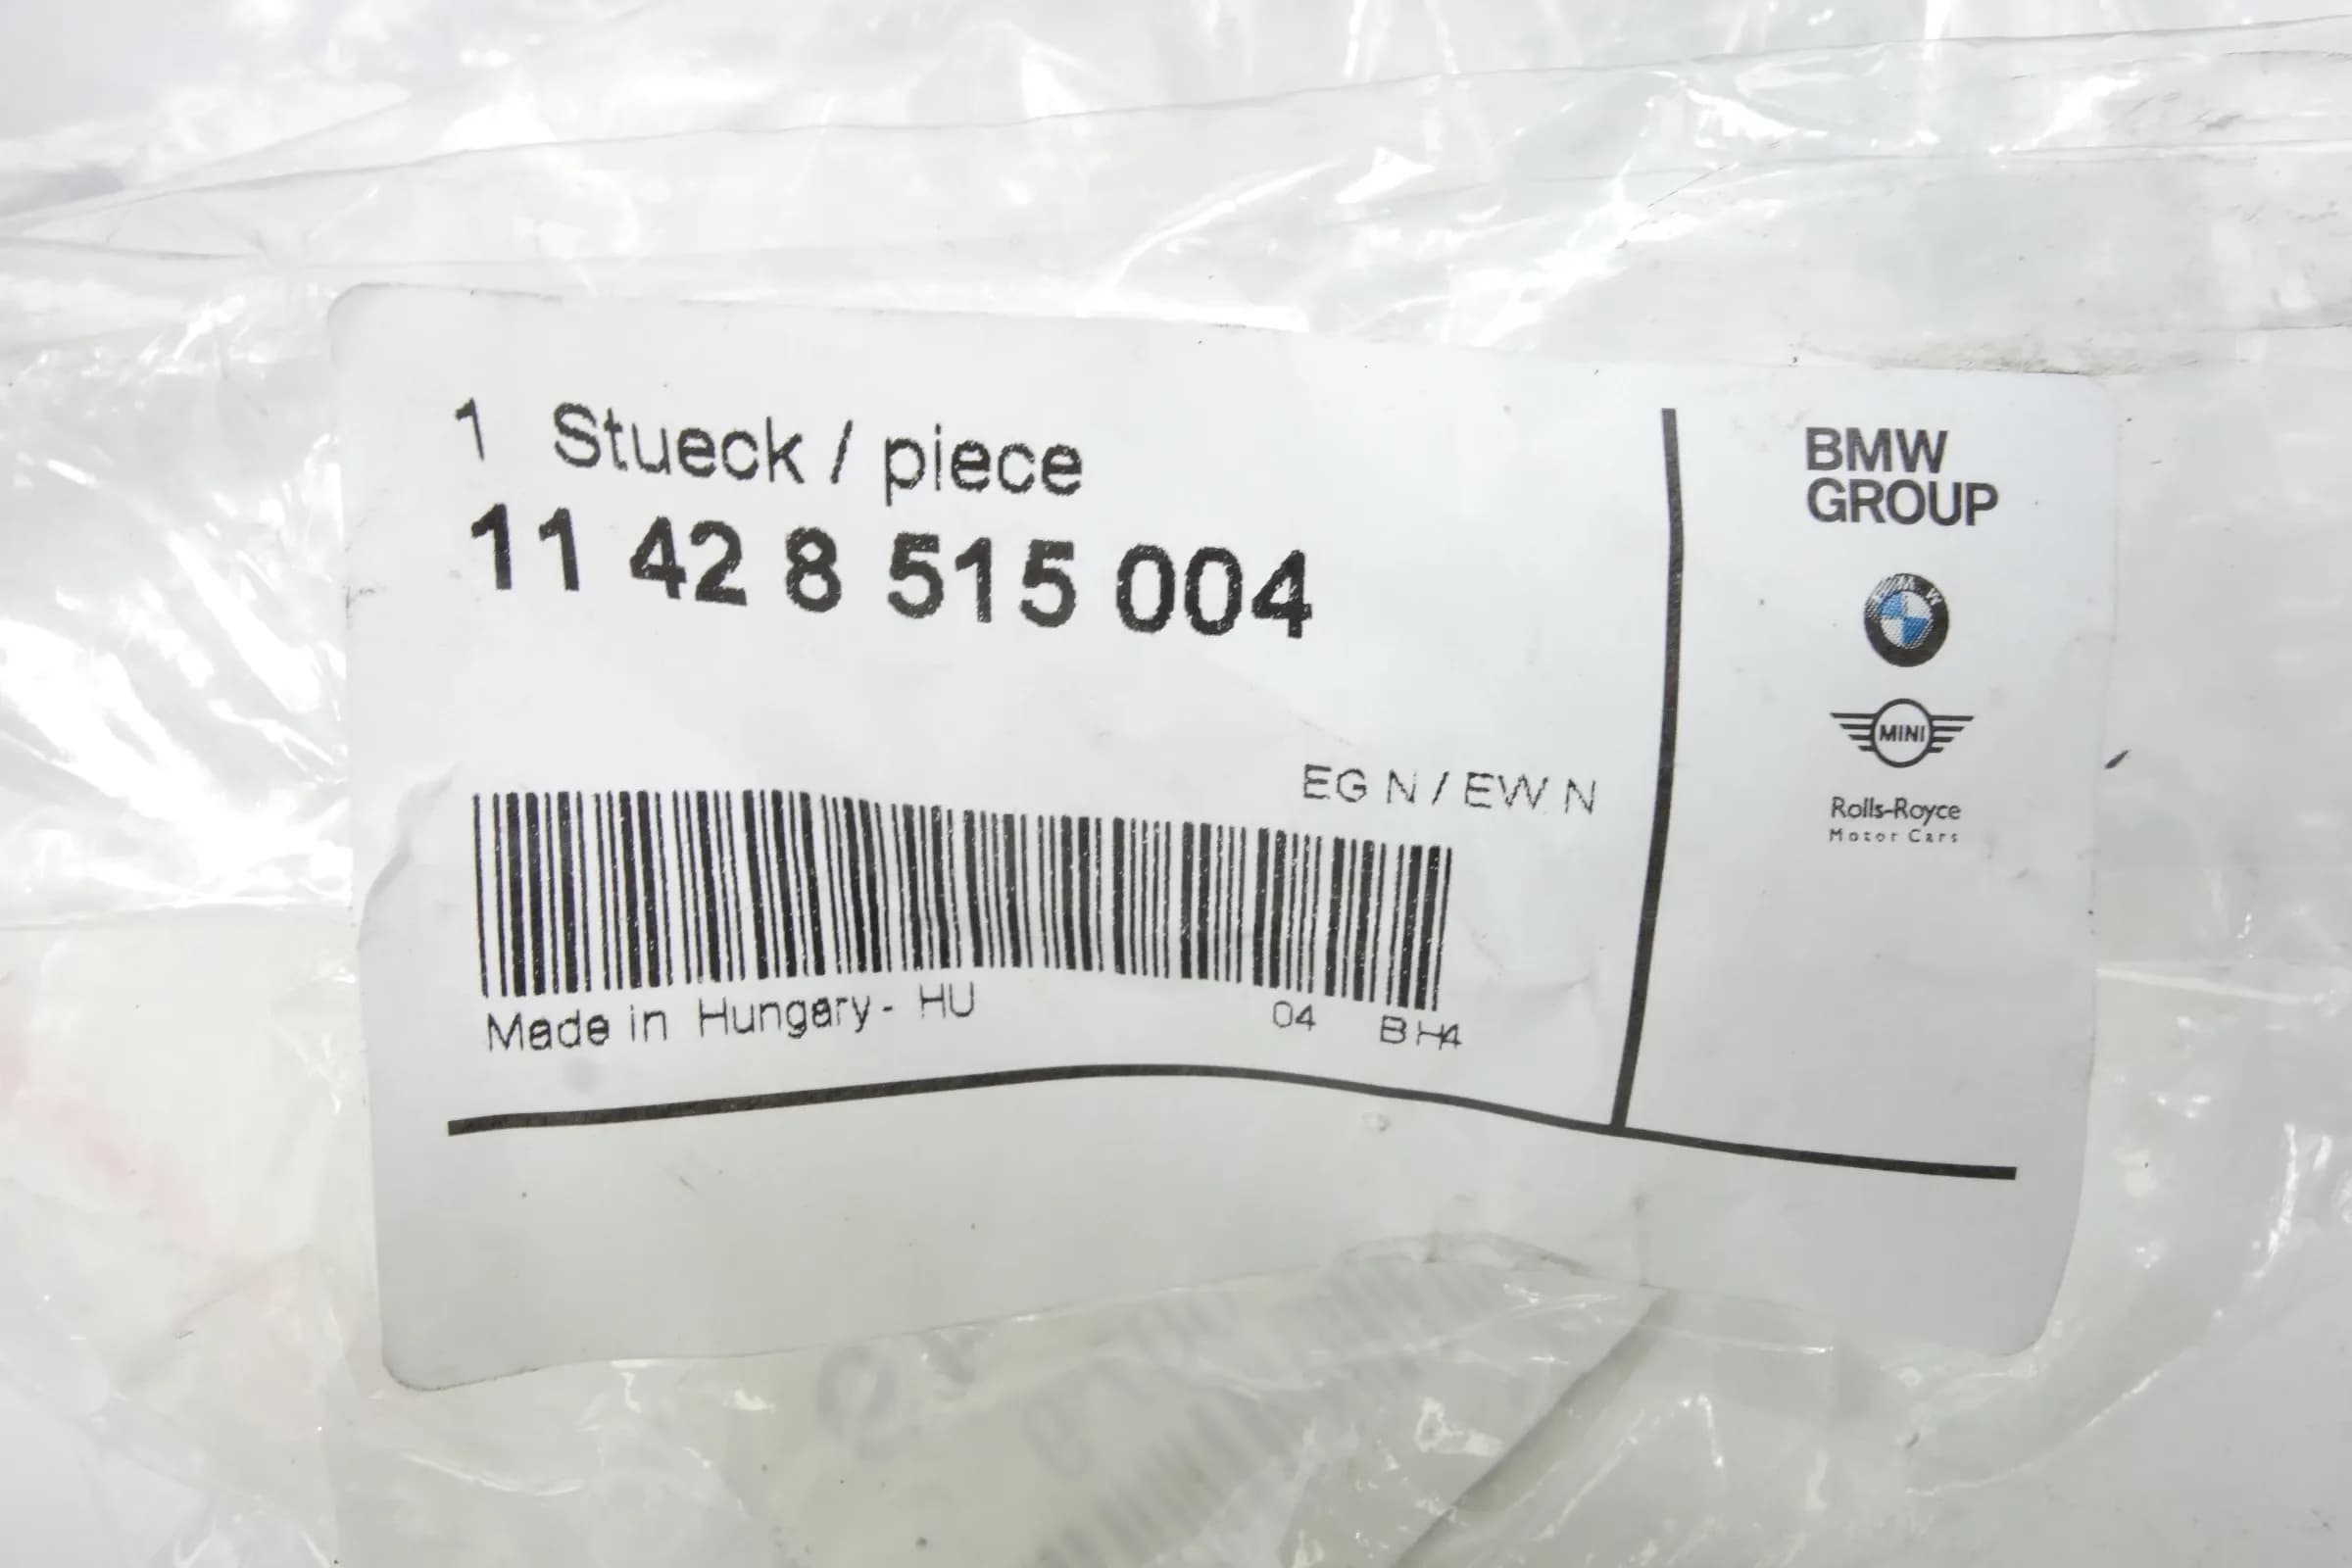 1 Stueck / piece
11 42 8 515 004
EG N / EW N
Made in Hungary - HU 04 BH4
BMW
GROUP
BMW
MINI
Rolls-Royce
Motor Cars